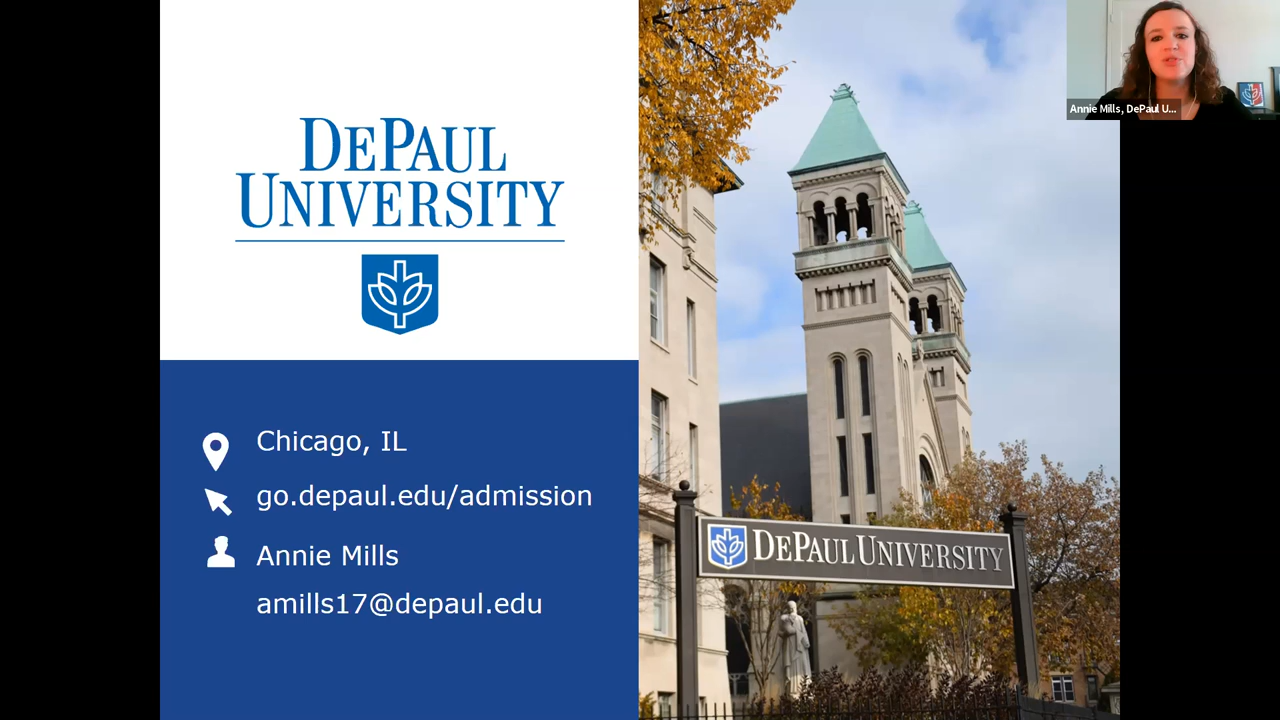 DePaul
University
Chicago, IL
go.depaul.edu/admission
Annie Mills
amills17@depaul.edu
DePaul University
Annie Mills, DePaul U...